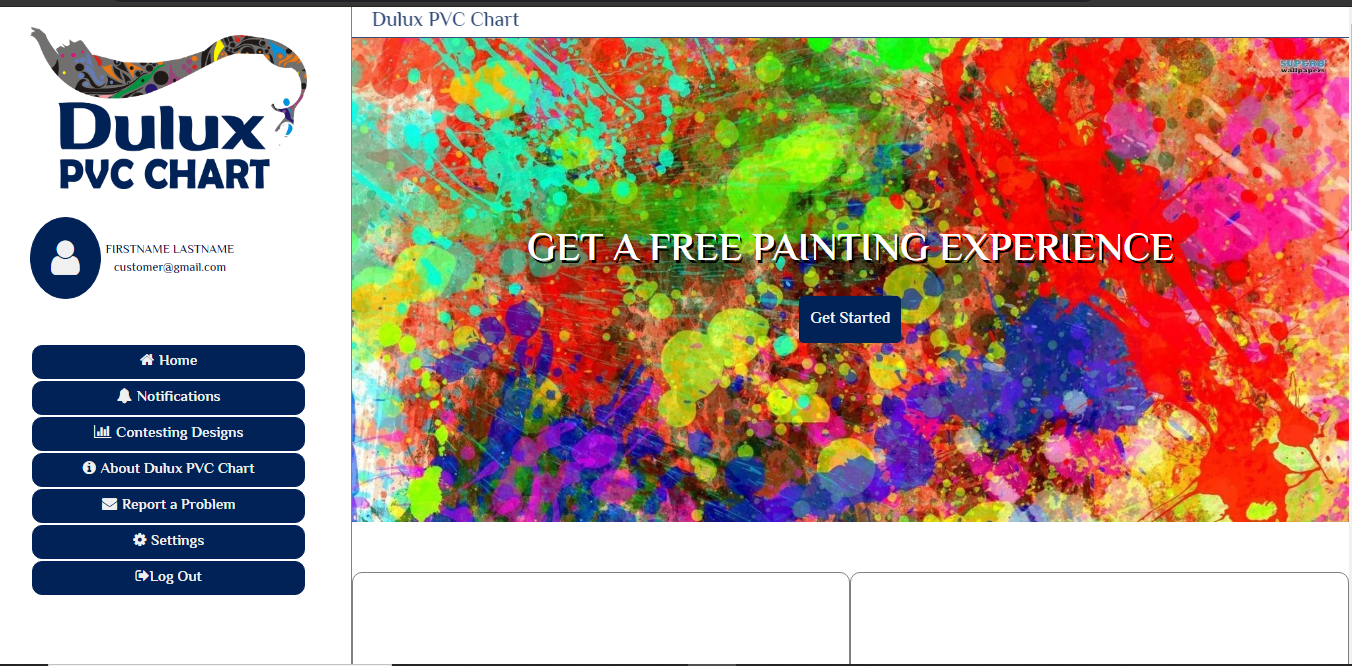 Dulux
PVC CHART
FIRSTNAME LASTNAME
customer@gmail.com
Home
Notifications
Contesting Designs
About Dulux PVC Chart
Report a Problem
Settings
Log Out
Dulux PVC Chart
SUPERB
wallpapers
GET A FREE PAINTING EXPERIENCE
Get Started